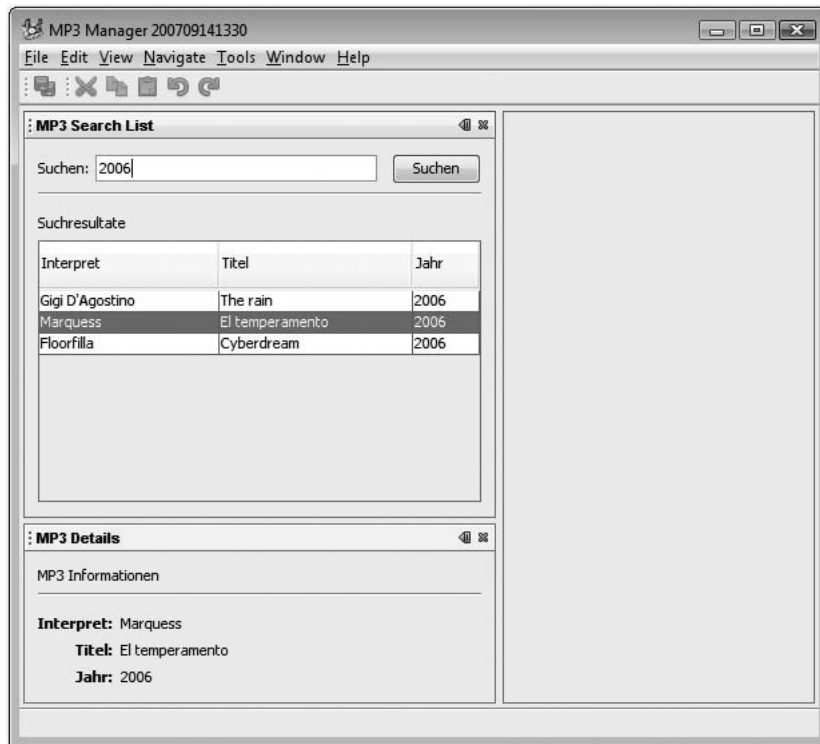 MP3 Manager 200709141330
File Edit View Navigate Tools Window Help
MP3 Search List
Suchen: 2006 Suchen
Suchresultate
Interpret Titel Jahr
Gigi D'Agostino The rain 2006
Marquess El temperamento 2006
Floorfilla Cyberdream 2006
MP3 Details
MP3 Informationen
Interpret: Marquess
Titel: El temperamento
Jahr: 2006